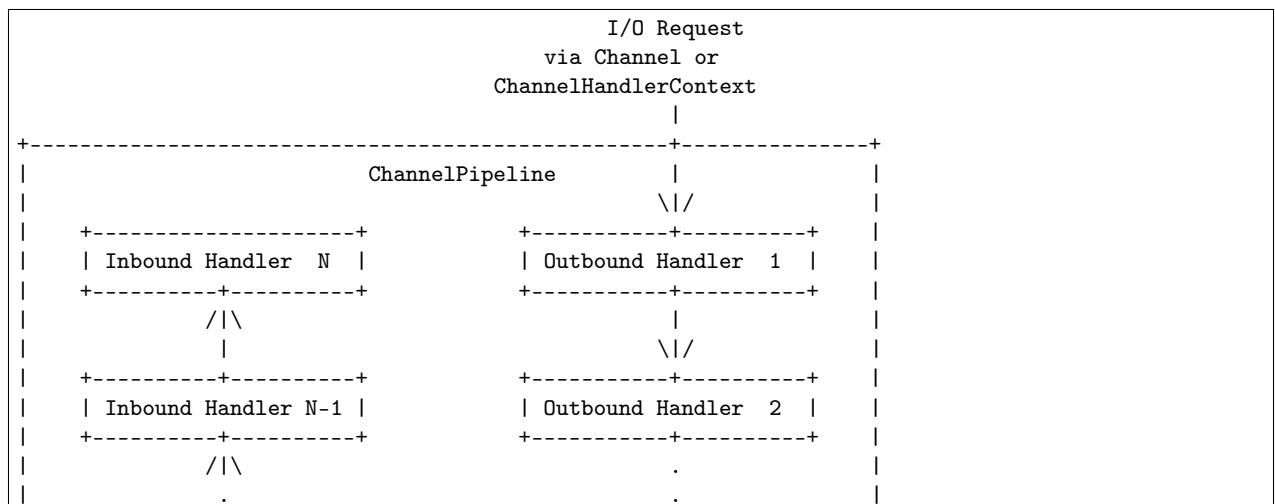 I/O Request
                                          via Channel or
                                      ChannelHandlerContext
                                                    |
+---------------------------------------------------+---------------+
|                           ChannelPipeline         |               |
|                                                  \|/              |
|    +---------------------+            +-----------+----------+    |
|    | Inbound Handler  N  |            | Outbound Handler  1  |    |
|    +----------+----------+            +-----------+----------+    |
|              /|\                                  |               |
|               |                                  \|/              |
|    +----------+----------+            +-----------+----------+    |
|    | Inbound Handler N-1 |            | Outbound Handler  2  |    |
|    +----------+----------+            +-----------+----------+    |
|              /|\                                  .               |
|               .                                   .               |